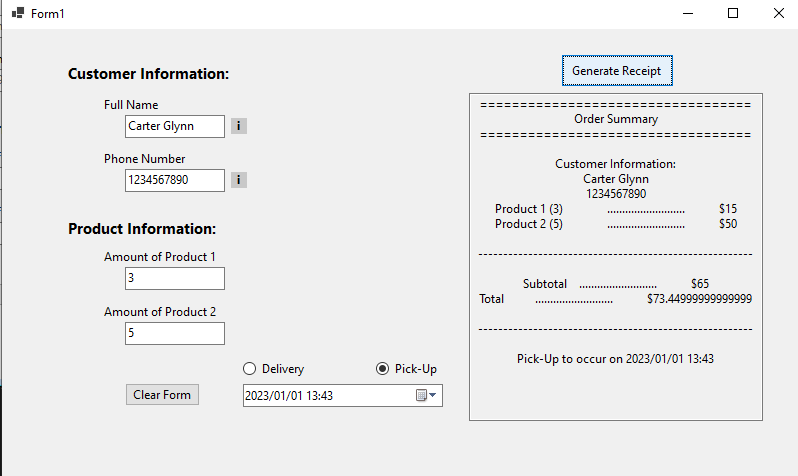 Form1
Customer Information:
Full Name
Carter Glynn
i
Phone Number
1234567890
i
Product Information:
Amount of Product 1
3
Amount of Product 2
5
Delivery
Pick-Up
Clear Form
2023/01/01 13:43
Generate Receipt
==================================
Order Summary
==================================
Customer Information:
Carter Glynn
1234567890
Product 1 (3) .......................... $15
Product 2 (5) .......................... $50
-------------------------------------------------------
Subtotal .......................... $65
Total .......................... $73.44999999999999
-------------------------------------------------------
Pick-Up to occur on 2023/01/01 13:43